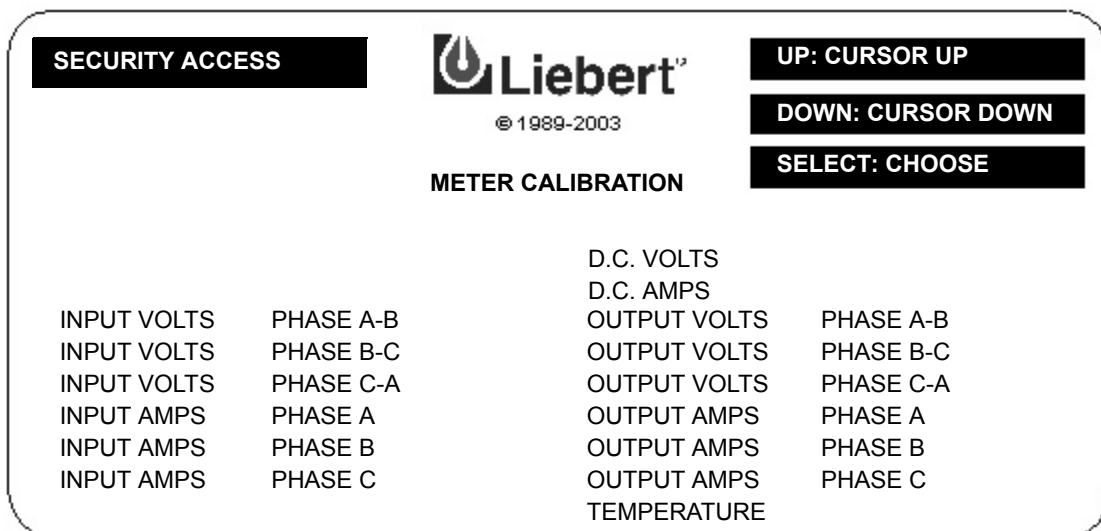 SECURITY ACCESS
Liebert
© 1989-2003
UP: CURSOR UP
DOWN: CURSOR DOWN
SELECT: CHOOSE
METER CALIBRATION
D.C. VOLTS
D.C. AMPS
INPUT VOLTS PHASE A-B OUTPUT VOLTS PHASE A-B
INPUT VOLTS PHASE B-C OUTPUT VOLTS PHASE B-C
INPUT VOLTS PHASE C-A OUTPUT VOLTS PHASE C-A
INPUT AMPS PHASE A OUTPUT AMPS PHASE A
INPUT AMPS PHASE B OUTPUT AMPS PHASE B
INPUT AMPS PHASE C OUTPUT AMPS PHASE C
TEMPERATURE